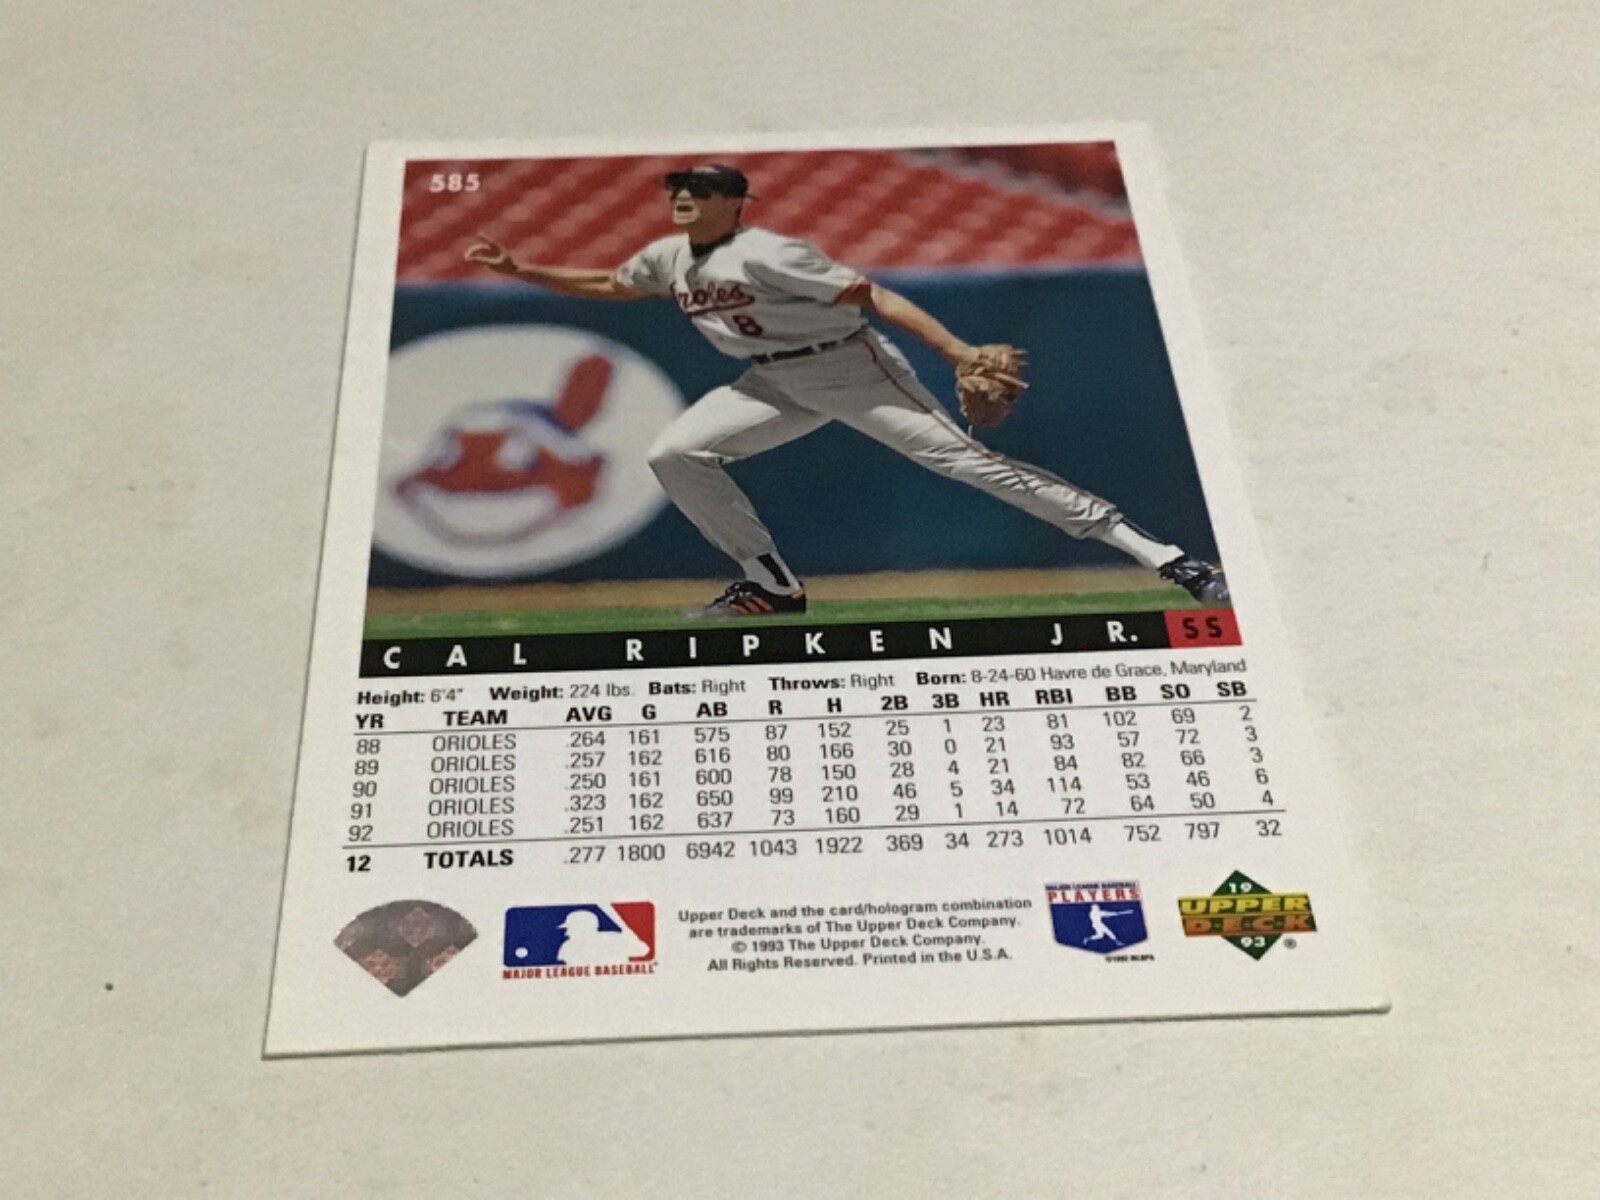 585
Orioles
8
CAL RIPKEN JR. SS
Height: 6'4" Weight: 224 lbs. Bats: Right Throws: Right Born: 8-24-60 Havre de Grace, Maryland
YR TEAM AVG G AB R H 2B 3B HR RBI BB SO SB
88 ORIOLES .264 161 575 87 152 25 1 23 81 102 69 2
89 ORIOLES .257 162 616 80 166 30 0 21 93 57 72 3
90 ORIOLES .250 161 600 78 150 28 4 21 84 82 66 3
91 ORIOLES .323 162 650 99 210 46 5 34 114 53 46 6
92 ORIOLES .251 162 637 73 160 29 1 14 72 64 50 4
12 TOTALS .277 1800 6942 1043 1922 369 34 273 1014 752 797 32
Upper Deck and the card/hologram combination
are trademarks of The Upper Deck Company.
© 1993 The Upper Deck Company.
All Rights Reserved. Printed in the U.S.A.
MAJOR LEAGUE BASEBALL
MAJOR LEAGUE BASEBALL
PLAYERS
19
UPPER
DECK
93 ®